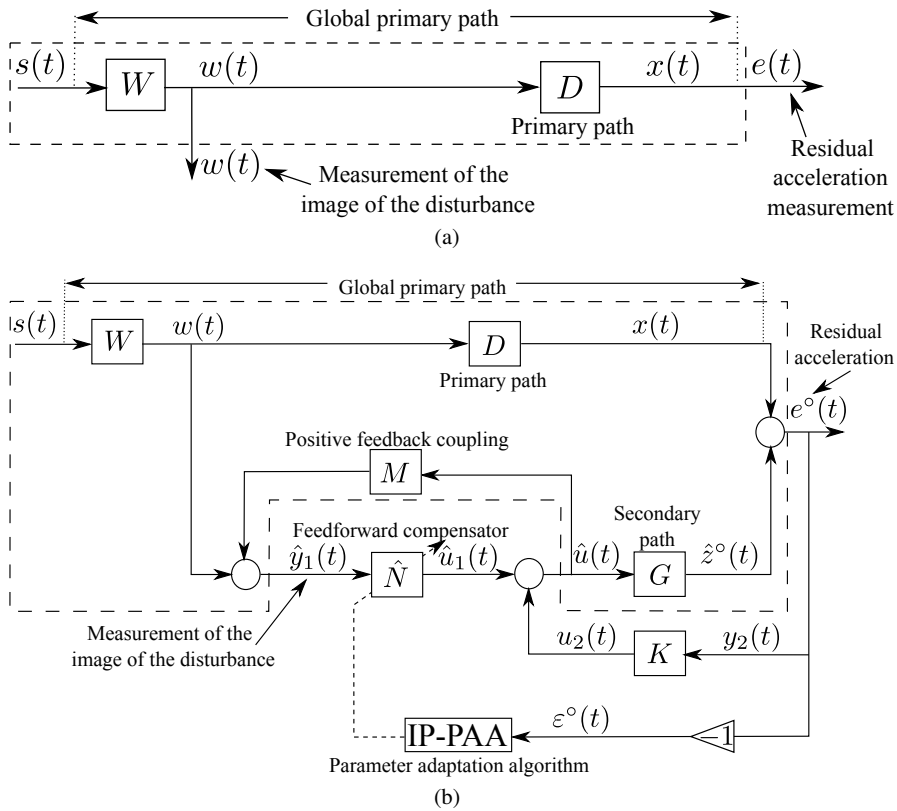 Global primary path
s(t)
W
w(t)
D
x(t)
e(t)
Primary path
w(t)
Measurement of the
image of the disturbance
Residual
acceleration
measurement
(a)
Global primary path
s(t)
W
w(t)
D
x(t)
Primary path
Residual
acceleration
e°(t)
Positive feedback coupling
M
Feedforward compensator
Secondary
path
ŷ₁(t)
N̂
û₁(t)
û(t)
G
ẑ°(t)
Measurement of the
image of the disturbance
u₂(t)
K
y₂(t)
IP-PAA
ε°(t)
−1
Parameter adaptation algorithm
(b)